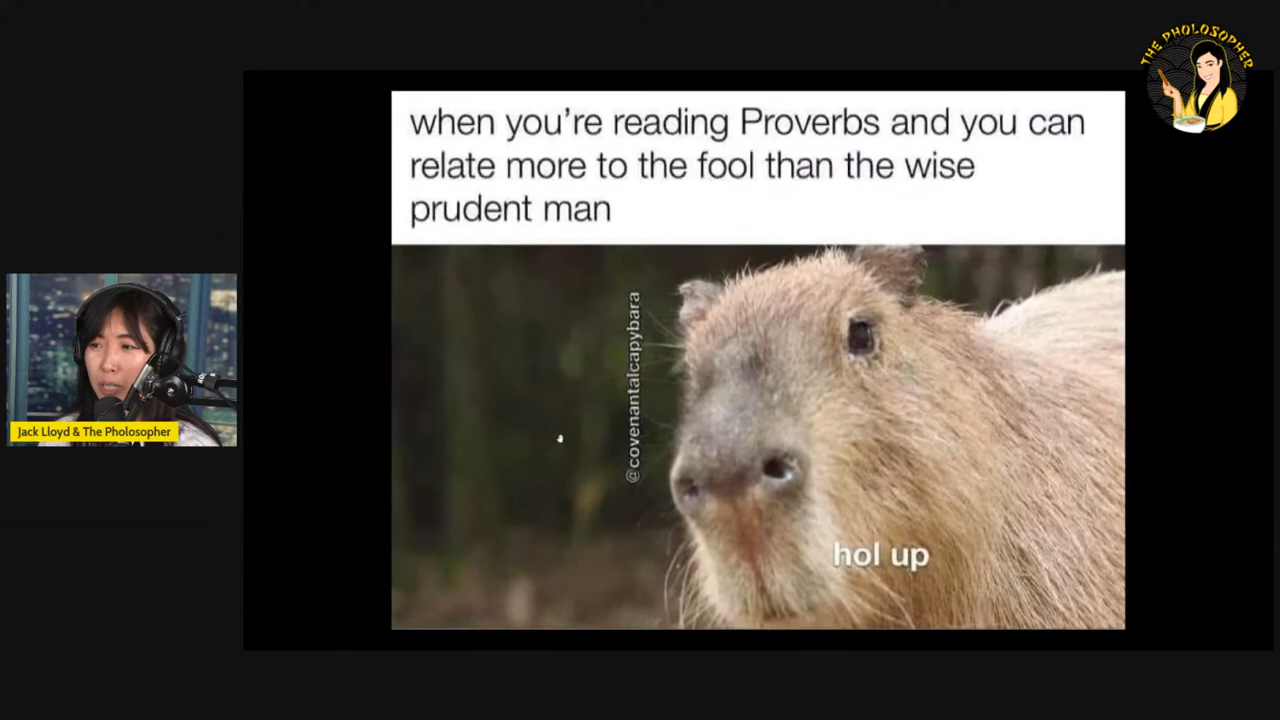 THE PHOLOSOPHER
when you're reading Proverbs and you can
relate more to the fool than the wise
prudent man
@covenantalcapybara
hol up
Jack Lloyd & The Pholosopher